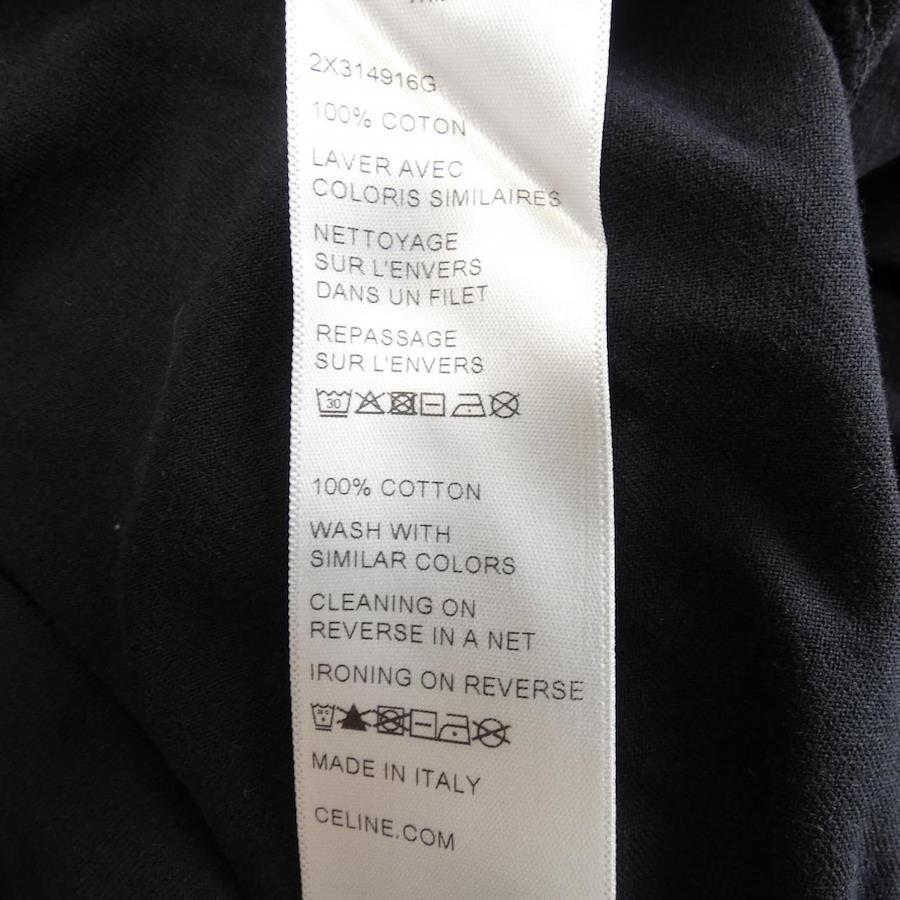 2X314916G
100% COTON
LAVER AVEC
COLORIS SIMILAIRES
NETTOYAGE
SUR L'ENVERS
DANS UN FILET
REPASSAGE
SUR L'ENVERS
30
100% COTTON
WASH WITH
SIMILAR COLORS
CLEANING ON
REVERSE IN A NET
IRONING ON REVERSE
MADE IN ITALY
CELINE.COM